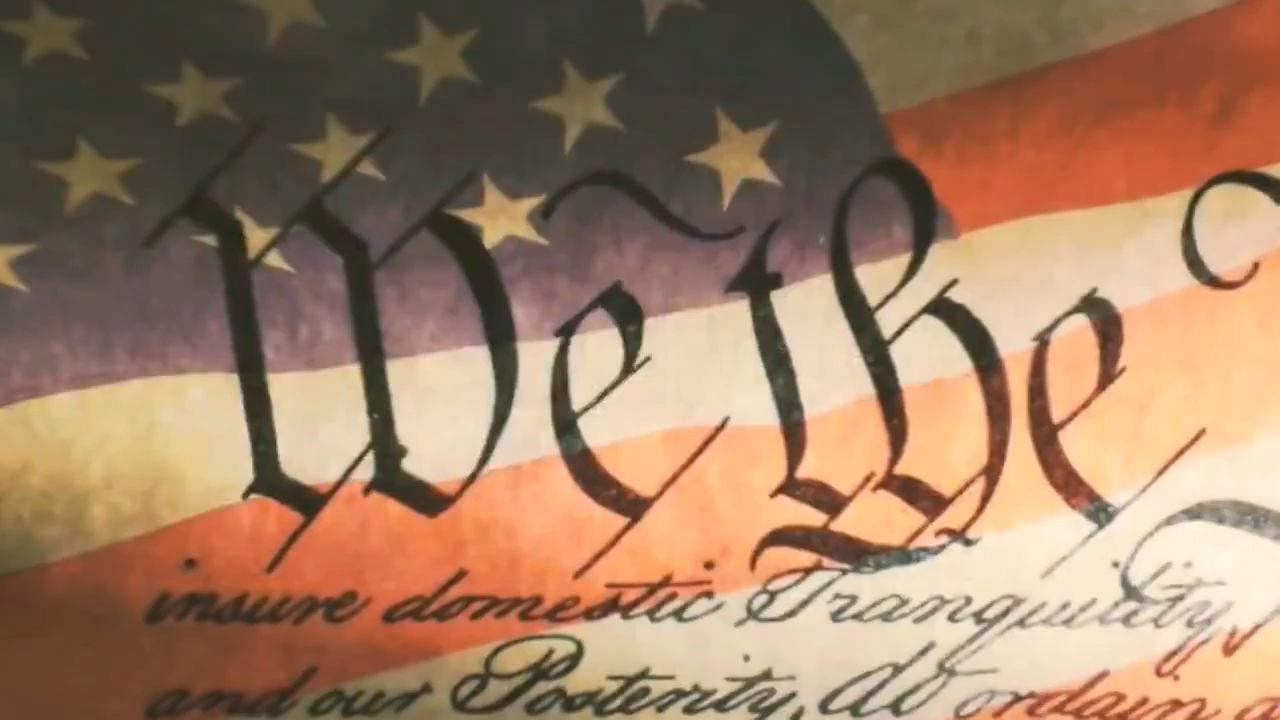 We the
insure domestic Tranquility,
and our Posterity, do ordain a